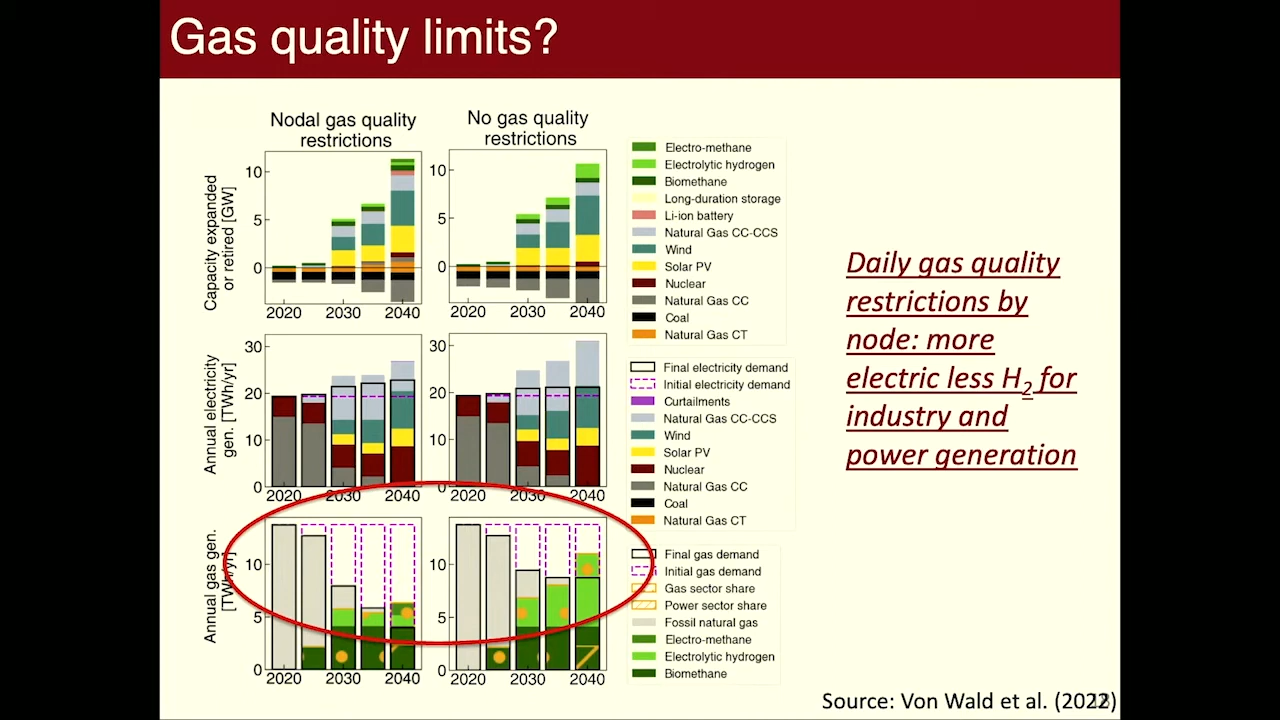 Gas quality limits?
Nodal gas quality
restrictions
No gas quality
restrictions
Capacity expanded
or retired [GW]
10
5
0
2020 2030 2040
10
5
0
2020 2030 2040
Electro-methane
Electrolytic hydrogen
Biomethane
Long-duration storage
Li-ion battery
Natural Gas CC-CCS
Wind
Solar PV
Nuclear
Natural Gas CC
Coal
Natural Gas CT
Annual electricity
gen. [TWh/yr]
30
20
10
0
2020 2030 2040
30
20
10
0
2020 2030 2040
Final electricity demand
Initial electricity demand
Curtailments
Natural Gas CC-CCS
Wind
Solar PV
Nuclear
Natural Gas CC
Coal
Natural Gas CT
Annual gas gen.
[TWh/yr]
10
5
0
2020 2030 2040
10
5
0
2020 2030 2040
Final gas demand
Initial gas demand
Gas sector share
Power sector share
Fossil natural gas
Electro-methane
Electrolytic hydrogen
Biomethane
Daily gas quality
restrictions by
node: more
electric less H2 for
industry and
power generation
Source: Von Wald et al. (2022)